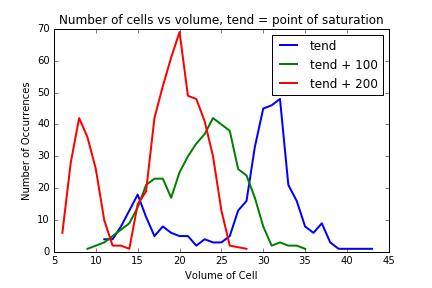 Number of cells vs volume, tend = point of saturation
70
60
50
40
30
20
10
0
Number of Occurrences
tend
tend + 100
tend + 200
5 10 15 20 25 30 35 40 45
Volume of Cell